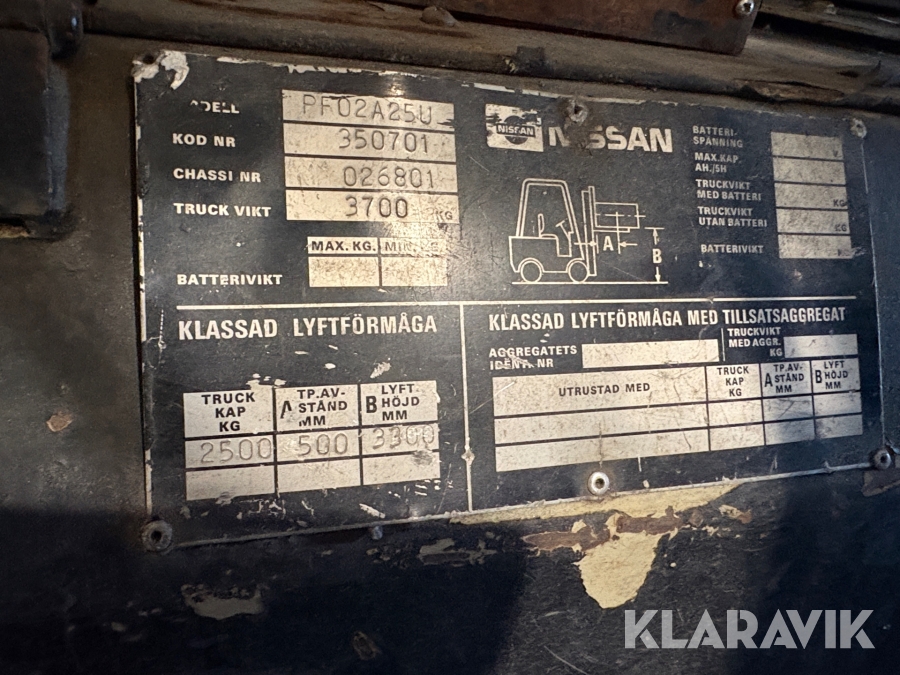 ODELL PF02A25U
KOD NR 350701
CHASSI NR 026801
TRUCK VIKT 3700 KG
MAX. KG. MIN. KG.
BATTERIVIKT
NISSAN NISSAN
A
B
BATTERI-
SPÄNNING V
MAX.KAP.
AH./5H
TRUCKVIKT
MED BATTERI KG
TRUCKVIKT
UTAN BATTERI KG
BATTERIVIKT
KLASSAD LYFTFÖRMÅGA
TRUCK KAP KG
A TP.AV-STÅND MM
B LYFT HÖJD MM
2500 500 3300
KLASSAD LYFTFÖRMÅGA MED TILLSATSAGGREGAT
AGGREGATETS
IDENT. NR
TRUCKVIKT
MED AGGR.
KG
UTRUSTAD MED
TRUCK KAP KG
A TP.AV-STÅND MM
B LYFT HÖJD MM
KLARAVIK